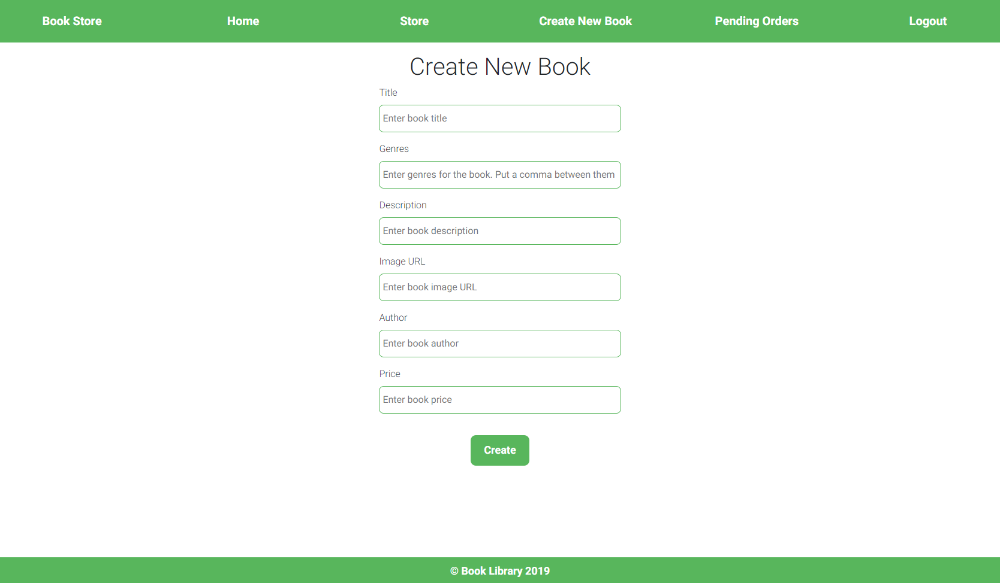 Book Store Home Store Create New Book Pending Orders Logout
Create New Book
Title
Enter book title
Genres
Enter genres for the book. Put a comma between them
Description
Enter book description
Image URL
Enter book image URL
Author
Enter book author
Price
Enter book price
Create
© Book Library 2019